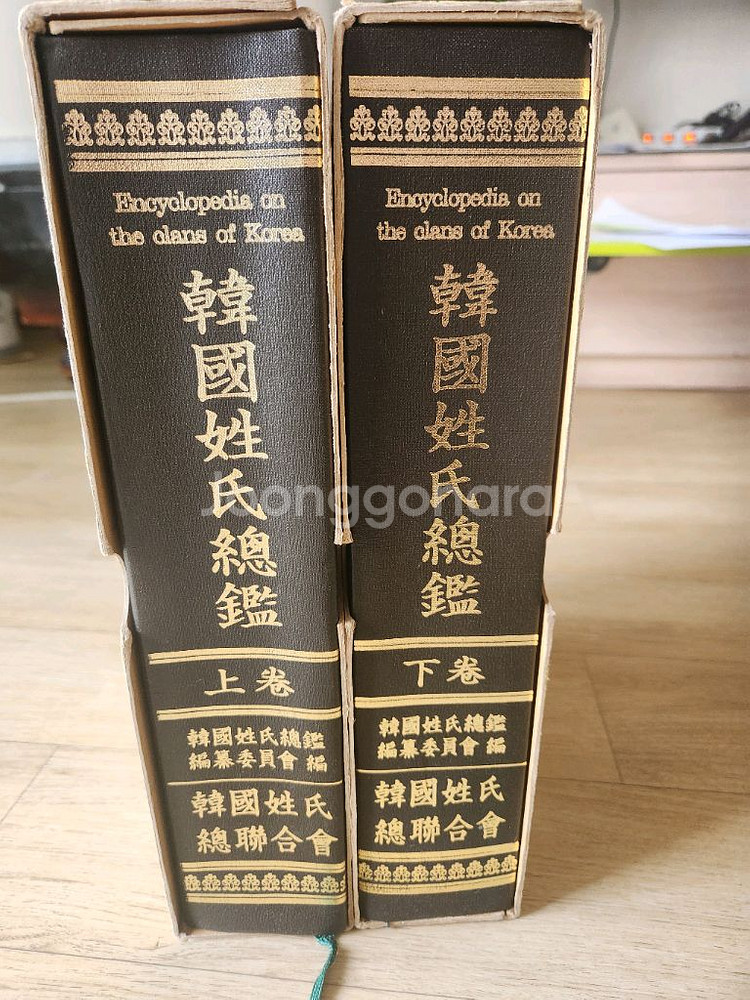 Encyclopedia on
the clans of Korea
韓國姓氏總鑑
上卷
韓國姓氏總鑑
編纂委員會 編
韓國姓氏
總聯合會
Encyclopedia on
the clans of Korea
韓國姓氏總鑑
下卷
韓國姓氏總鑑
編纂委員會 編
韓國姓氏
總聯合會
Joonggonara